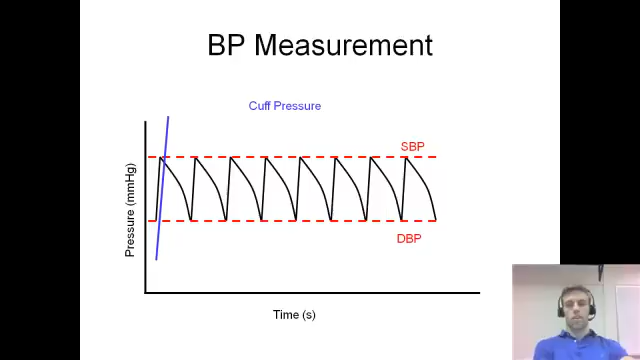 BP Measurement
Cuff Pressure
SBP
Pressure (mmHg)
DBP
Time (s)